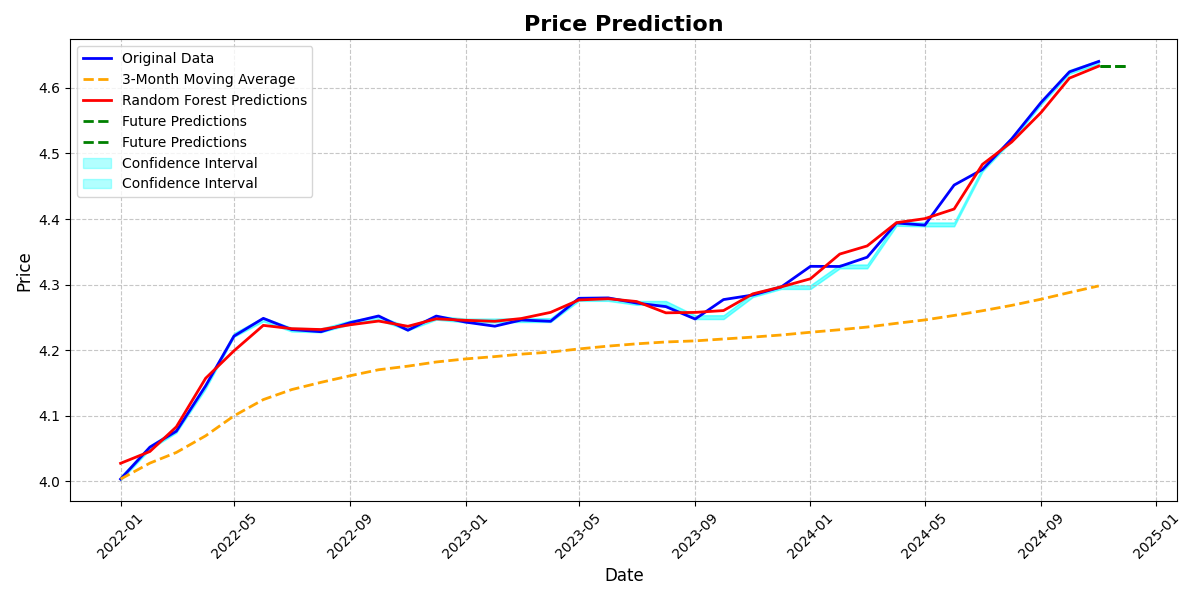 Price Prediction
Original Data
3-Month Moving Average
Random Forest Predictions
Future Predictions
Future Predictions
Confidence Interval
Confidence Interval
Price
4.6
4.5
4.4
4.3
4.2
4.1
4.0
2022-01
2022-05
2022-09
2023-01
2023-05
2023-09
2024-01
2024-05
2024-09
2025-01
Date